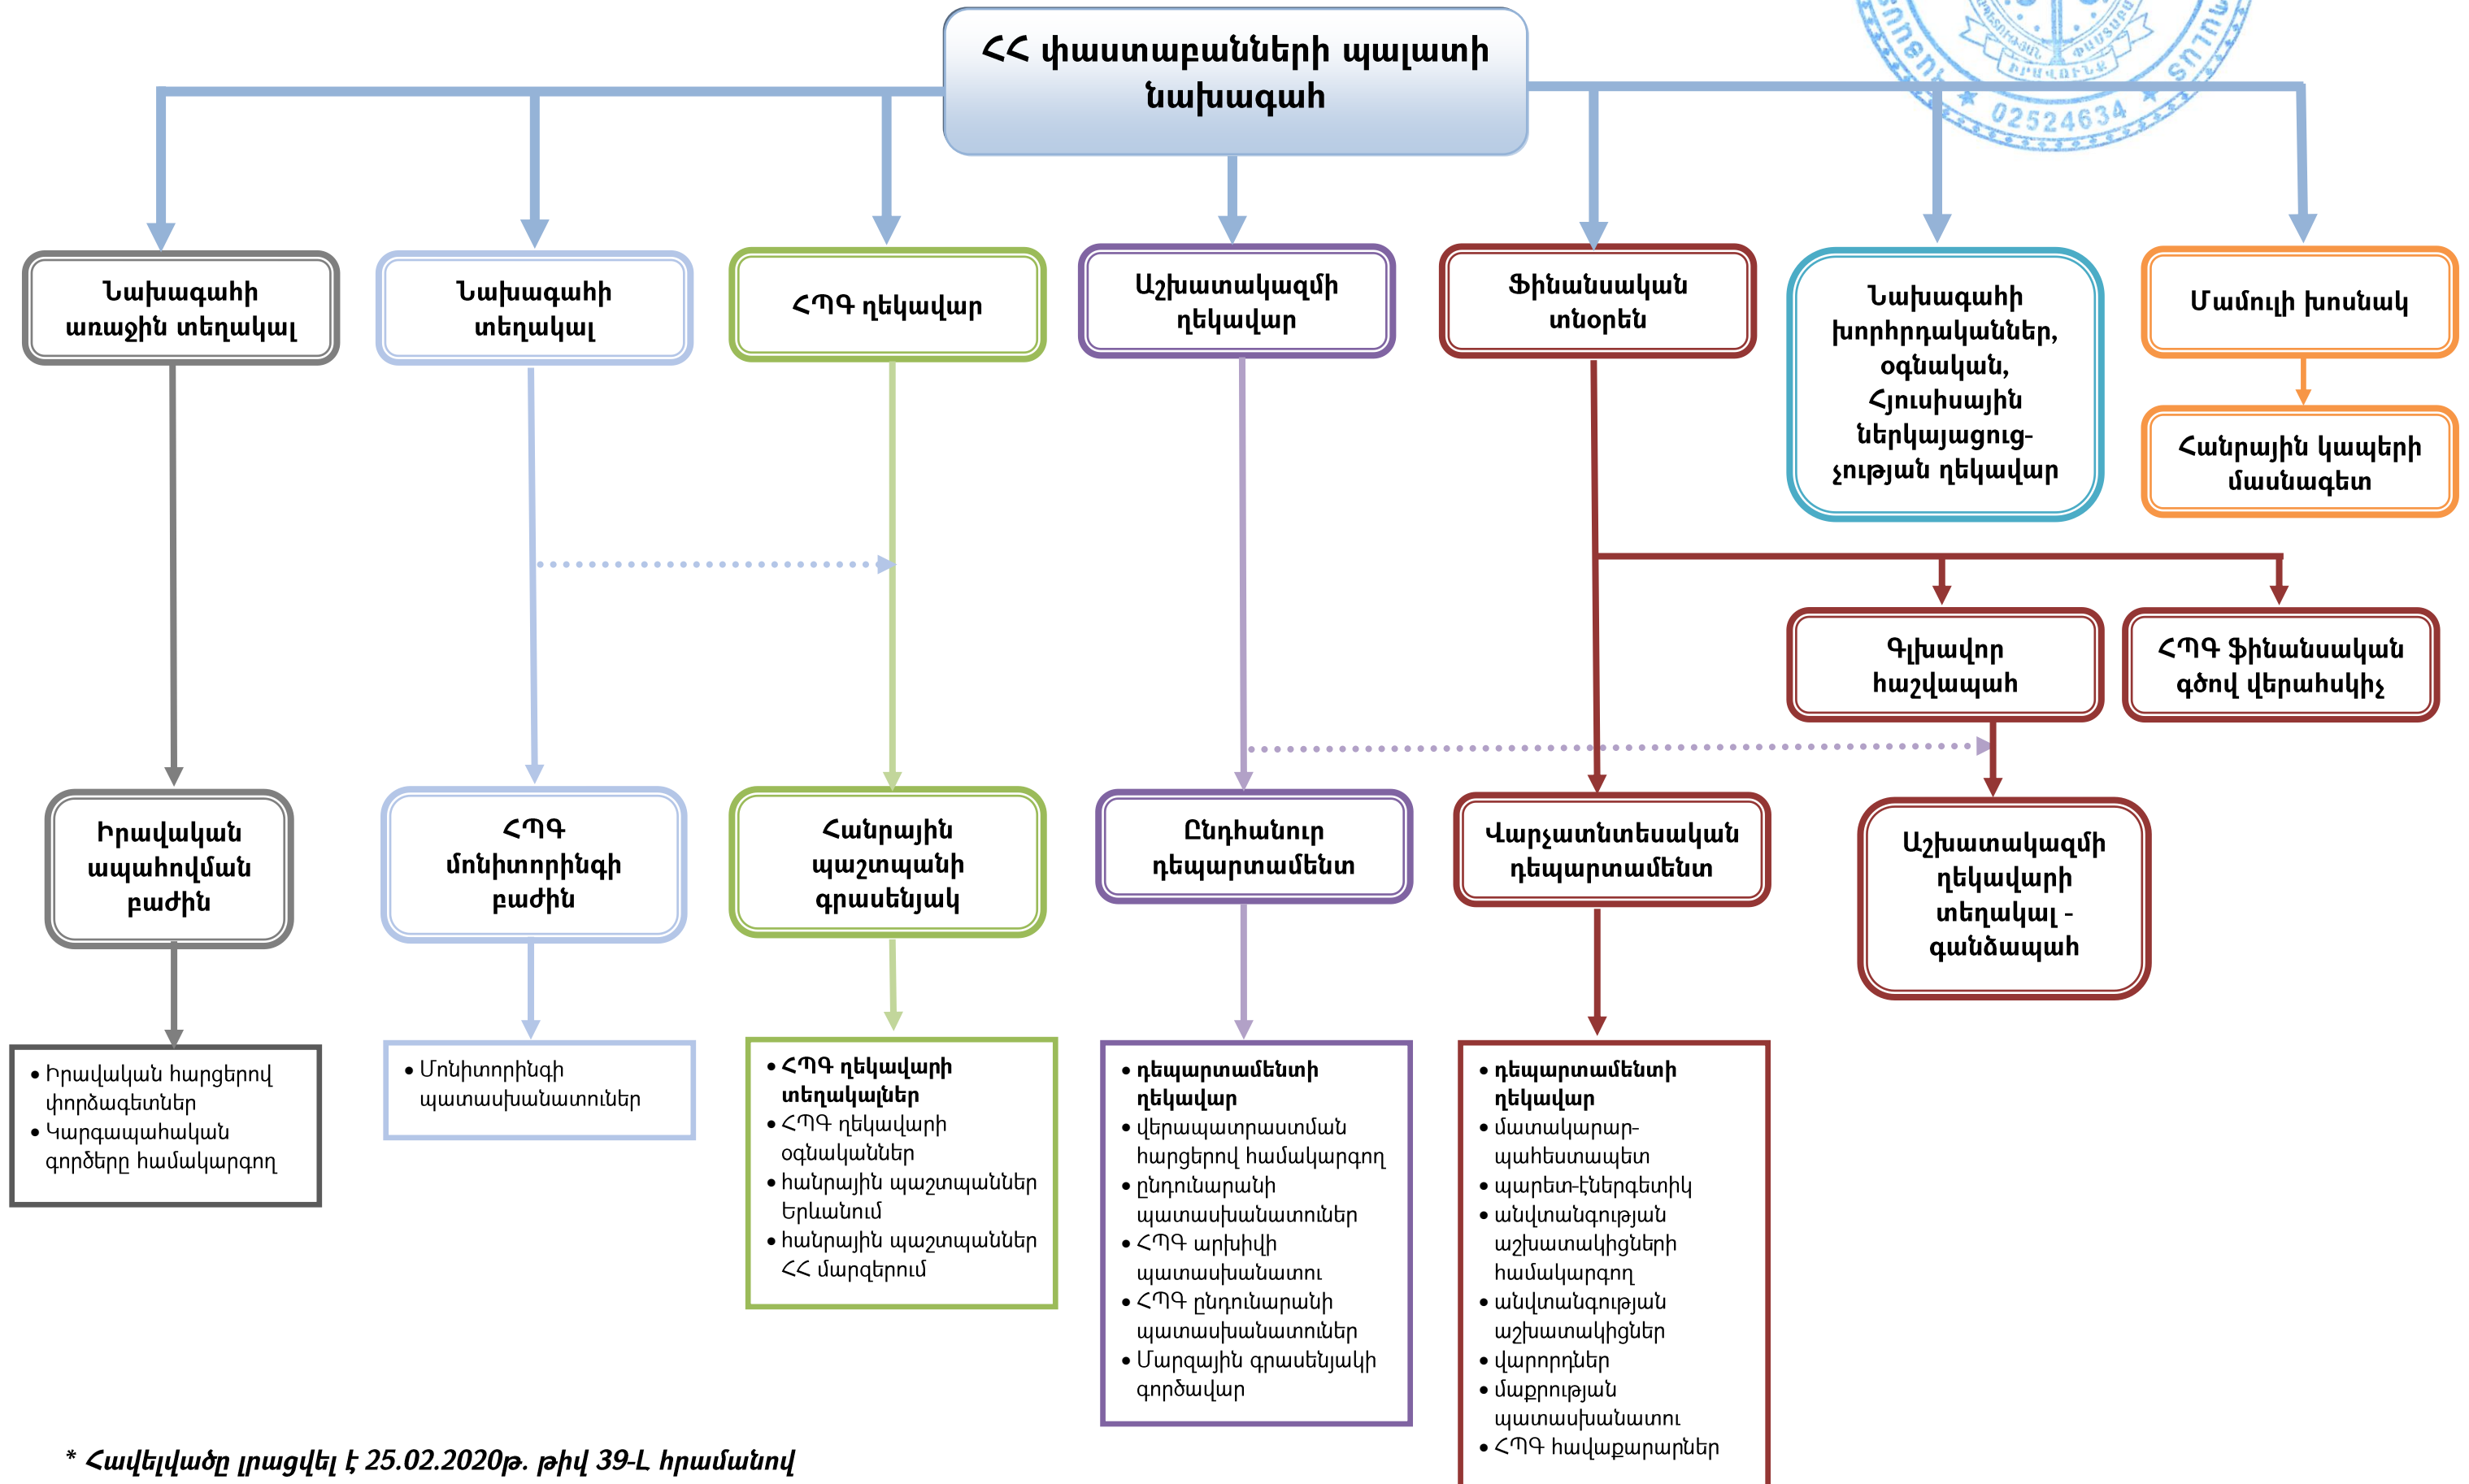 ՀՀ փաստաբանների պալատի
նախագահ
ՓԱՍՏԱԲԱ
ԻՐԱՎՈՒՆՔ
02524634
Նախագահի
առաջին տեղակալ
Նախագահի
տեղակալ
ՀՊԳ ղեկավար
Աշխատակազմի
ղեկավար
Ֆինանսական
տնօրեն
Նախագահի
խորհրդականներ,
օգնական,
Հյուսիսային
ներկայացուց-
չության ղեկավար
Մամուլի խոսնակ
Հանրային կապերի
մասնագետ
Գլխավոր
հաշվապահ
ՀՊԳ ֆինանսական
գծով վերահսկիչ
Իրավական
ապահովման
բաժին
ՀՊԳ
մոնիտորինգի
բաժին
Հանրային
պաշտպանի
գրասենյակ
Ընդհանուր
դեպարտամենտ
Վարչատնտեսական
դեպարտամենտ
Աշխատակազմի
ղեկավարի
տեղակալ -
գանձապահ
• Իրավական հարցերով
փորձագետներ
• Կարգապահական
գործերը համակարգող
• Մոնիտորինգի
պատասխանատուներ
• ՀՊԳ ղեկավարի
տեղակալներ
• ՀՊԳ ղեկավարի
օգնականներ
• հանրային պաշտպաններ
Երևանում
• հանրային պաշտպաններ
ՀՀ մարզերում
• դեպարտամենտի
ղեկավար
• վերապատրաստման
հարցերով համակարգող
• ընդունարանի
պատասխանատուներ
• ՀՊԳ արխիվի
պատասխանատու
• ՀՊԳ ընդունարանի
պատասխանատուներ
• Մարզային գրասենյակի
գործավար
• դեպարտամենտի
ղեկավար
• մատակարար-
պահեստապետ
• պարետ-էներգետիկ
• անվտանգության
աշխատակիցների
համակարգող
• անվտանգության
աշխատակիցներ
• վարորդներ
• մաքրության
պատասխանատու
• ՀՊԳ հավաքարարներ
* Հավելվածը լրացվել է 25.02.2020թ. թիվ 39-Լ հրամանով